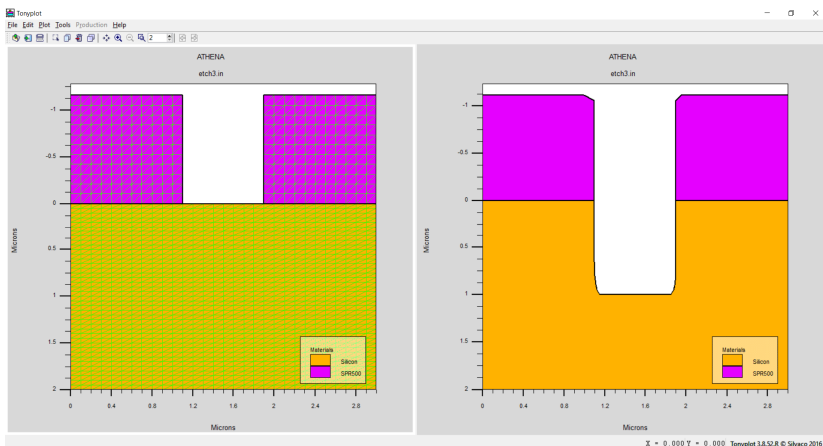 Tonyplot
File Edit Plot Tools Production Help
2
ATHENA
etch3.in
-1
-0.5
0
0.5
1
1.5
2
Microns
0 0.4 0.8 1.2 1.6 2 2.4 2.8
Microns
Materials
Silicon
SPR500
ATHENA
etch3.in
-1
-0.5
0
0.5
1
1.5
2
Microns
0 0.4 0.8 1.2 1.6 2 2.4 2.8
Microns
Materials
Silicon
SPR500
X = 0.000 Y = 0.000 Tonyplot 3.8.52.R © Silvaco 2016